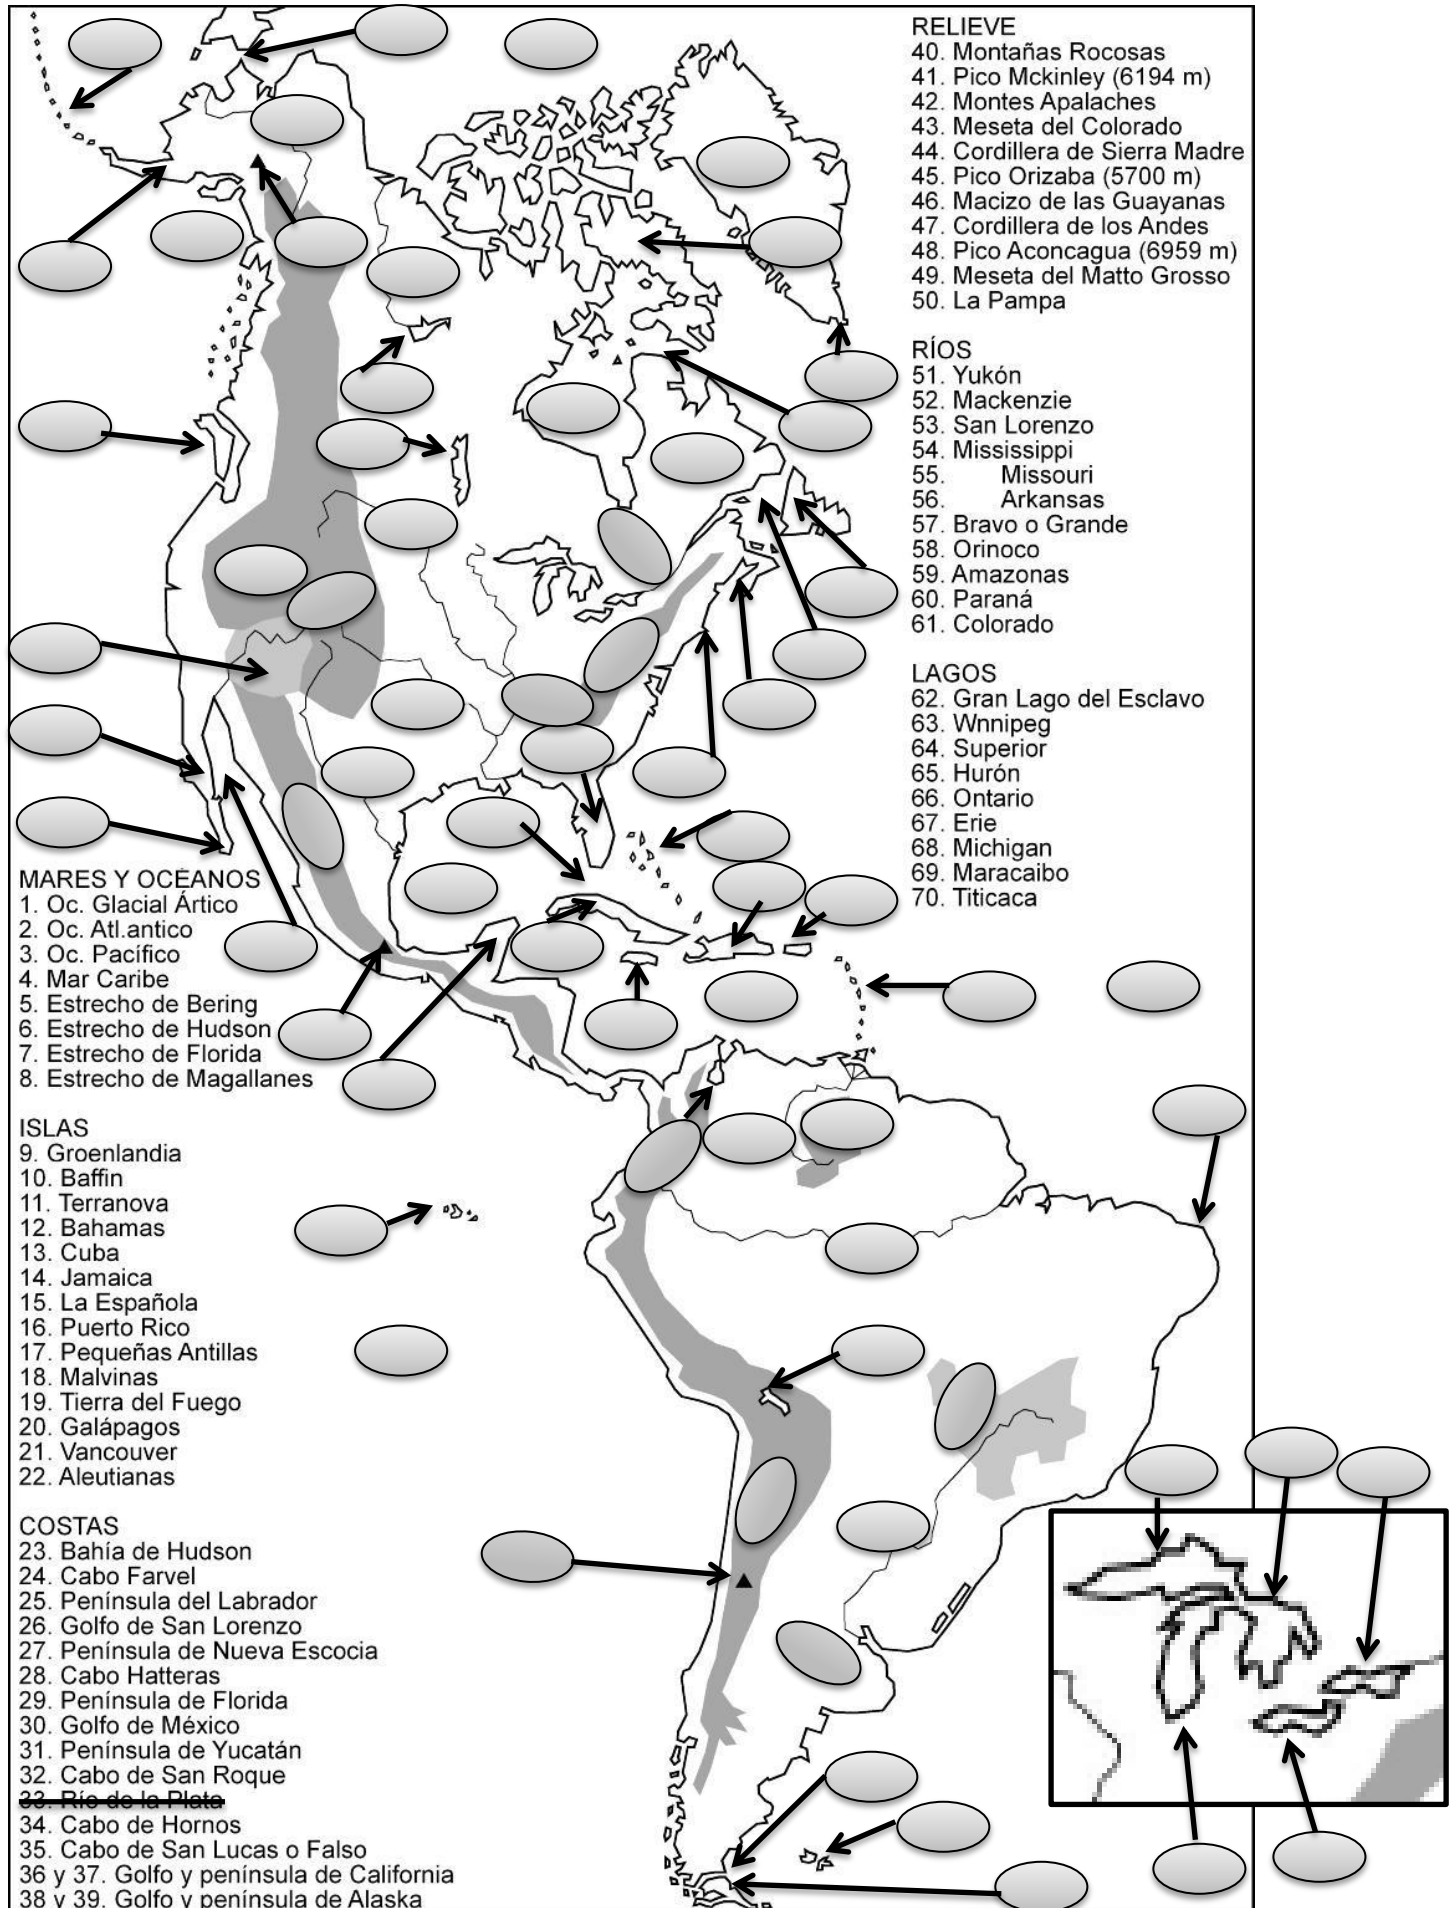 RELIEVE
40. Montañas Rocosas
41. Pico Mckinley (6194 m)
42. Montes Apalaches
43. Meseta del Colorado
44. Cordillera de Sierra Madre
45. Pico Orizaba (5700 m)
46. Macizo de las Guayanas
47. Cordillera de los Andes
48. Pico Aconcagua (6959 m)
49. Meseta del Matto Grosso
50. La Pampa
RÍOS
51. Yukón
52. Mackenzie
53. San Lorenzo
54. Mississippi
55. Missouri
56. Arkansas
57. Bravo o Grande
58. Orinoco
59. Amazonas
60. Paraná
61. Colorado
LAGOS
62. Gran Lago del Esclavo
63. Wnnipeg
64. Superior
65. Hurón
66. Ontario
67. Erie
68. Michigan
69. Maracaibo
70. Titicaca
MARES Y OCÉANOS
1. Oc. Glacial Ártico
2. Oc. Atl.antico
3. Oc. Pacífico
4. Mar Caribe
5. Estrecho de Bering
6. Estrecho de Hudson
7. Estrecho de Florida
8. Estrecho de Magallanes
ISLAS
9. Groenlandia
10. Baffin
11. Terranova
12. Bahamas
13. Cuba
14. Jamaica
15. La Española
16. Puerto Rico
17. Pequeñas Antillas
18. Malvinas
19. Tierra del Fuego
20. Galápagos
21. Vancouver
22. Aleutianas
COSTAS
23. Bahía de Hudson
24. Cabo Farvel
25. Península del Labrador
26. Golfo de San Lorenzo
27. Península de Nueva Escocia
28. Cabo Hatteras
29. Península de Florida
30. Golfo de México
31. Península de Yucatán
32. Cabo de San Roque
33. Río de la Plata
34. Cabo de Hornos
35. Cabo de San Lucas o Falso
36 y 37. Golfo y península de California
38 y 39. Golfo y península de Alaska